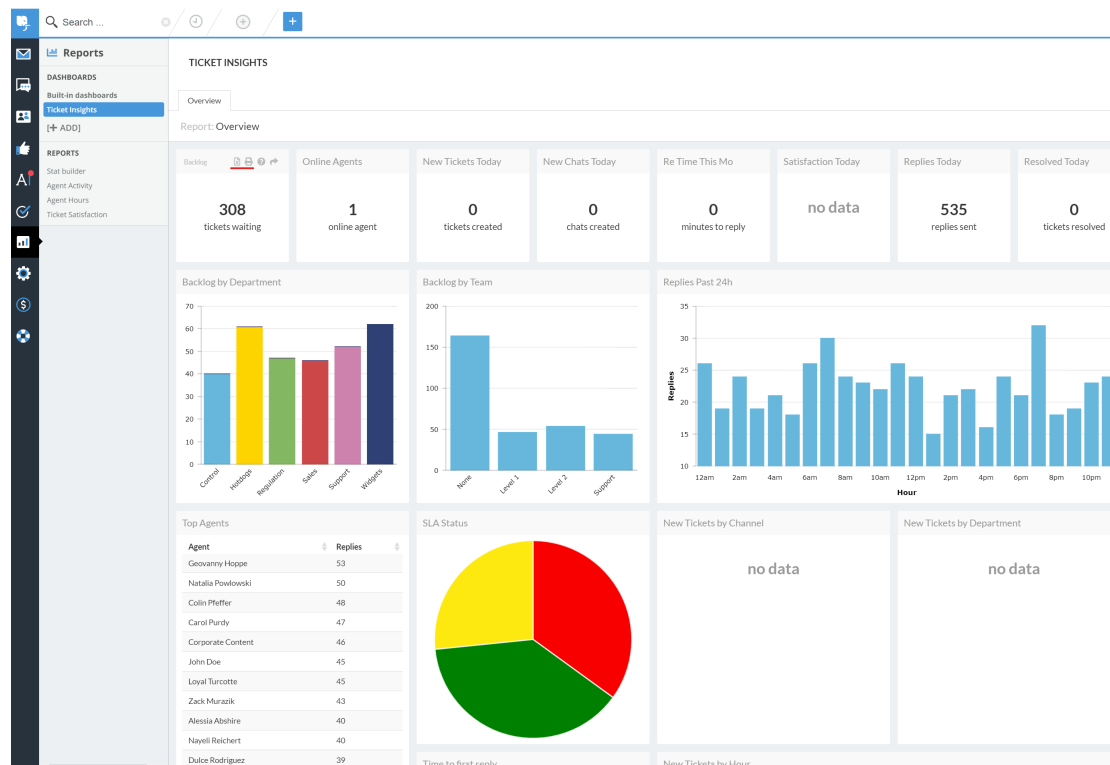 Search ...
+
Reports
DASHBOARDS
Built-in dashboards
Ticket Insights
[+ ADD]
REPORTS
Stat builder
Agent Activity
Agent Hours
Ticket Satisfaction
TICKET INSIGHTS
Overview
Report: Overview
Backlog
308
tickets waiting
Online Agents
1
online agent
New Tickets Today
0
tickets created
New Chats Today
0
chats created
Re Time This Mo
0
minutes to reply
Satisfaction Today
no data
Replies Today
535
replies sent
Resolved Today
0
tickets resolved
Backlog by Department
70
60
50
40
30
20
10
0
Control
Hotdogs
Regulation
Sales
Support
Widgets
Backlog by Team
200
150
100
50
0
None
Level 1
Level 2
Support
Replies Past 24h
35
30
25
20
15
10
Replies
12am 2am 4am 6am 8am 10am 12pm 2pm 4pm 6pm 8pm 10pm
Hour
Top Agents
Agent Replies
Geovanny Hoppe 53
Natalia Powlowski 50
Colin Pfeffer 48
Carol Purdy 47
Corporate Content 46
John Doe 45
Loyal Turcotte 45
Zack Murazik 43
Alessia Abshire 40
Nayeli Reichert 40
Dulce Rodriguez 39
SLA Status
New Tickets by Channel
no data
New Tickets by Department
no data
Time to first reply
New Tickets by Hour